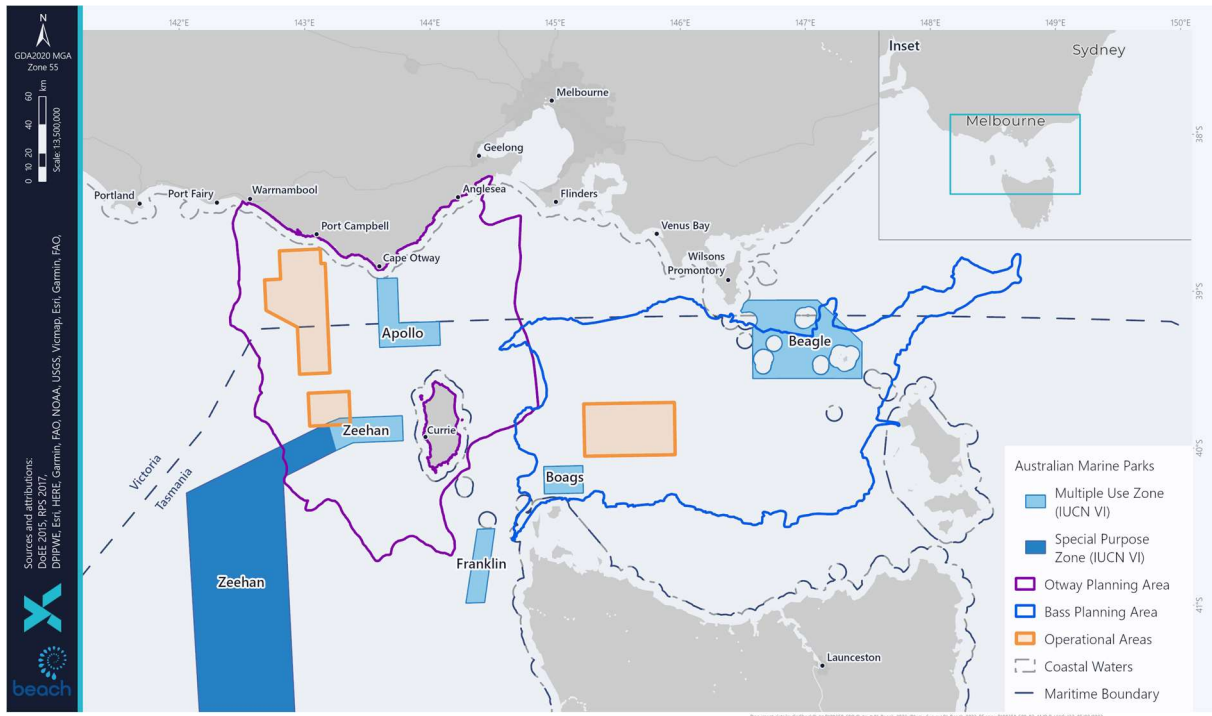 N
GDA2020 MGA
Zone 55
km
0 10 20 40 60
Scale: 1:3,500,000
Sources and attributions:
DoEE 2015, RPS 2017,
DPIPWE, Esri, HERE, Garmin, FAO, NOAA, USGS, Vicmap, Esri, Garmin, FAO,
beach
142°E 143°E 144°E 145°E 146°E 147°E 148°E 149°E 150°E
38°S
39°S
40°S
41°S
Inset
Sydney
Melbourne
Melbourne
Geelong
Portland
Port Fairy
Warrnambool
Anglesea
Flinders
Port Campbell
Venus Bay
Cape Otway
Wilsons
Promontory
Apollo
Beagle
Zeehan
Currie
Victoria
Tasmania
Boags
Franklin
Zeehan
Launceston
Australian Marine Parks
Multiple Use Zone
(IUCN VI)
Special Purpose
Zone (IUCN VI)
Otway Planning Area
Bass Planning Area
Operational Areas
Coastal Waters
Maritime Boundary